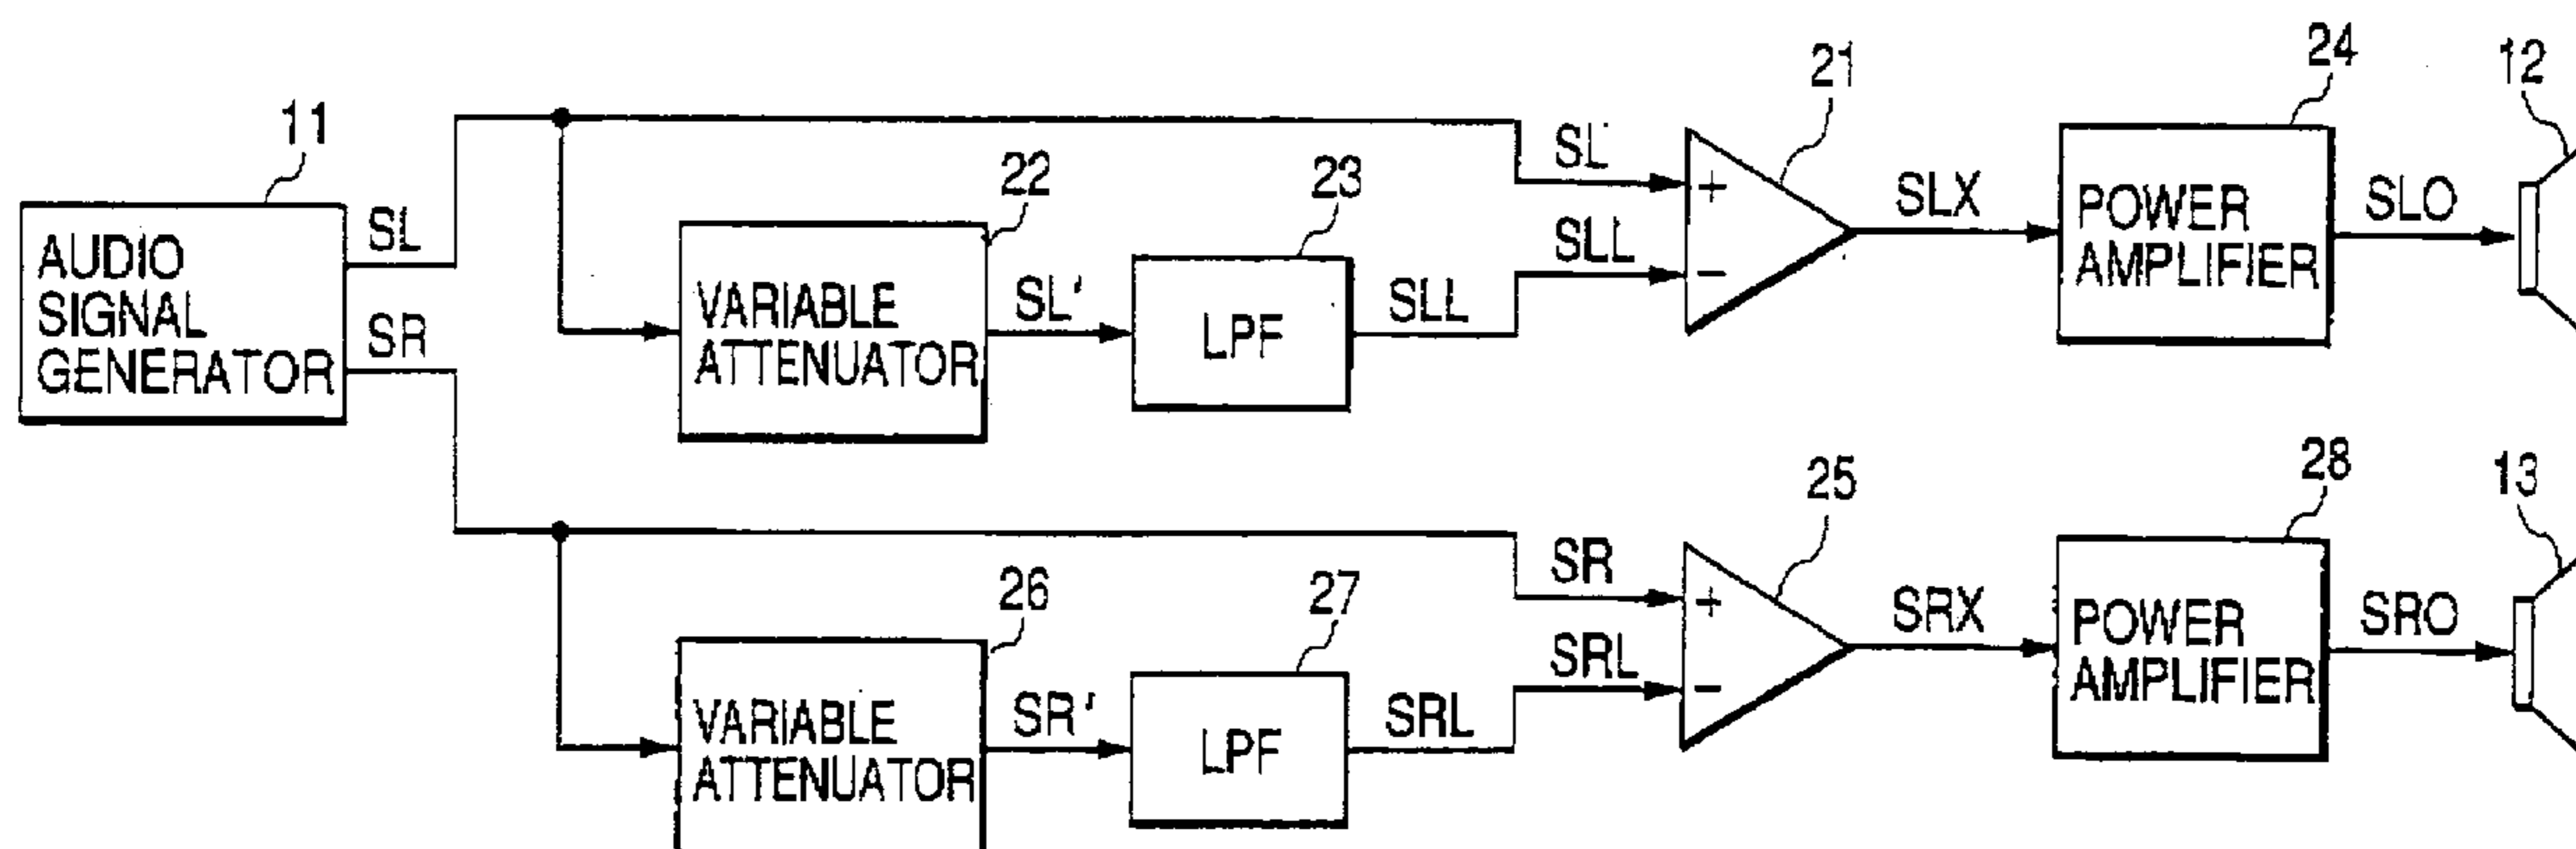 11
AUDIO
SIGNAL
GENERATOR
SL
SR
22
VARIABLE
ATTENUATOR
SL'
23
LPF
SLL
SL
SLL
+
−
21
SLX
24
POWER
AMPLIFIER
SLO
12
26
VARIABLE
ATTENUATOR
SR'
27
LPF
SRL
SR
SRL
+
−
25
SRX
28
POWER
AMPLIFIER
SRO
13